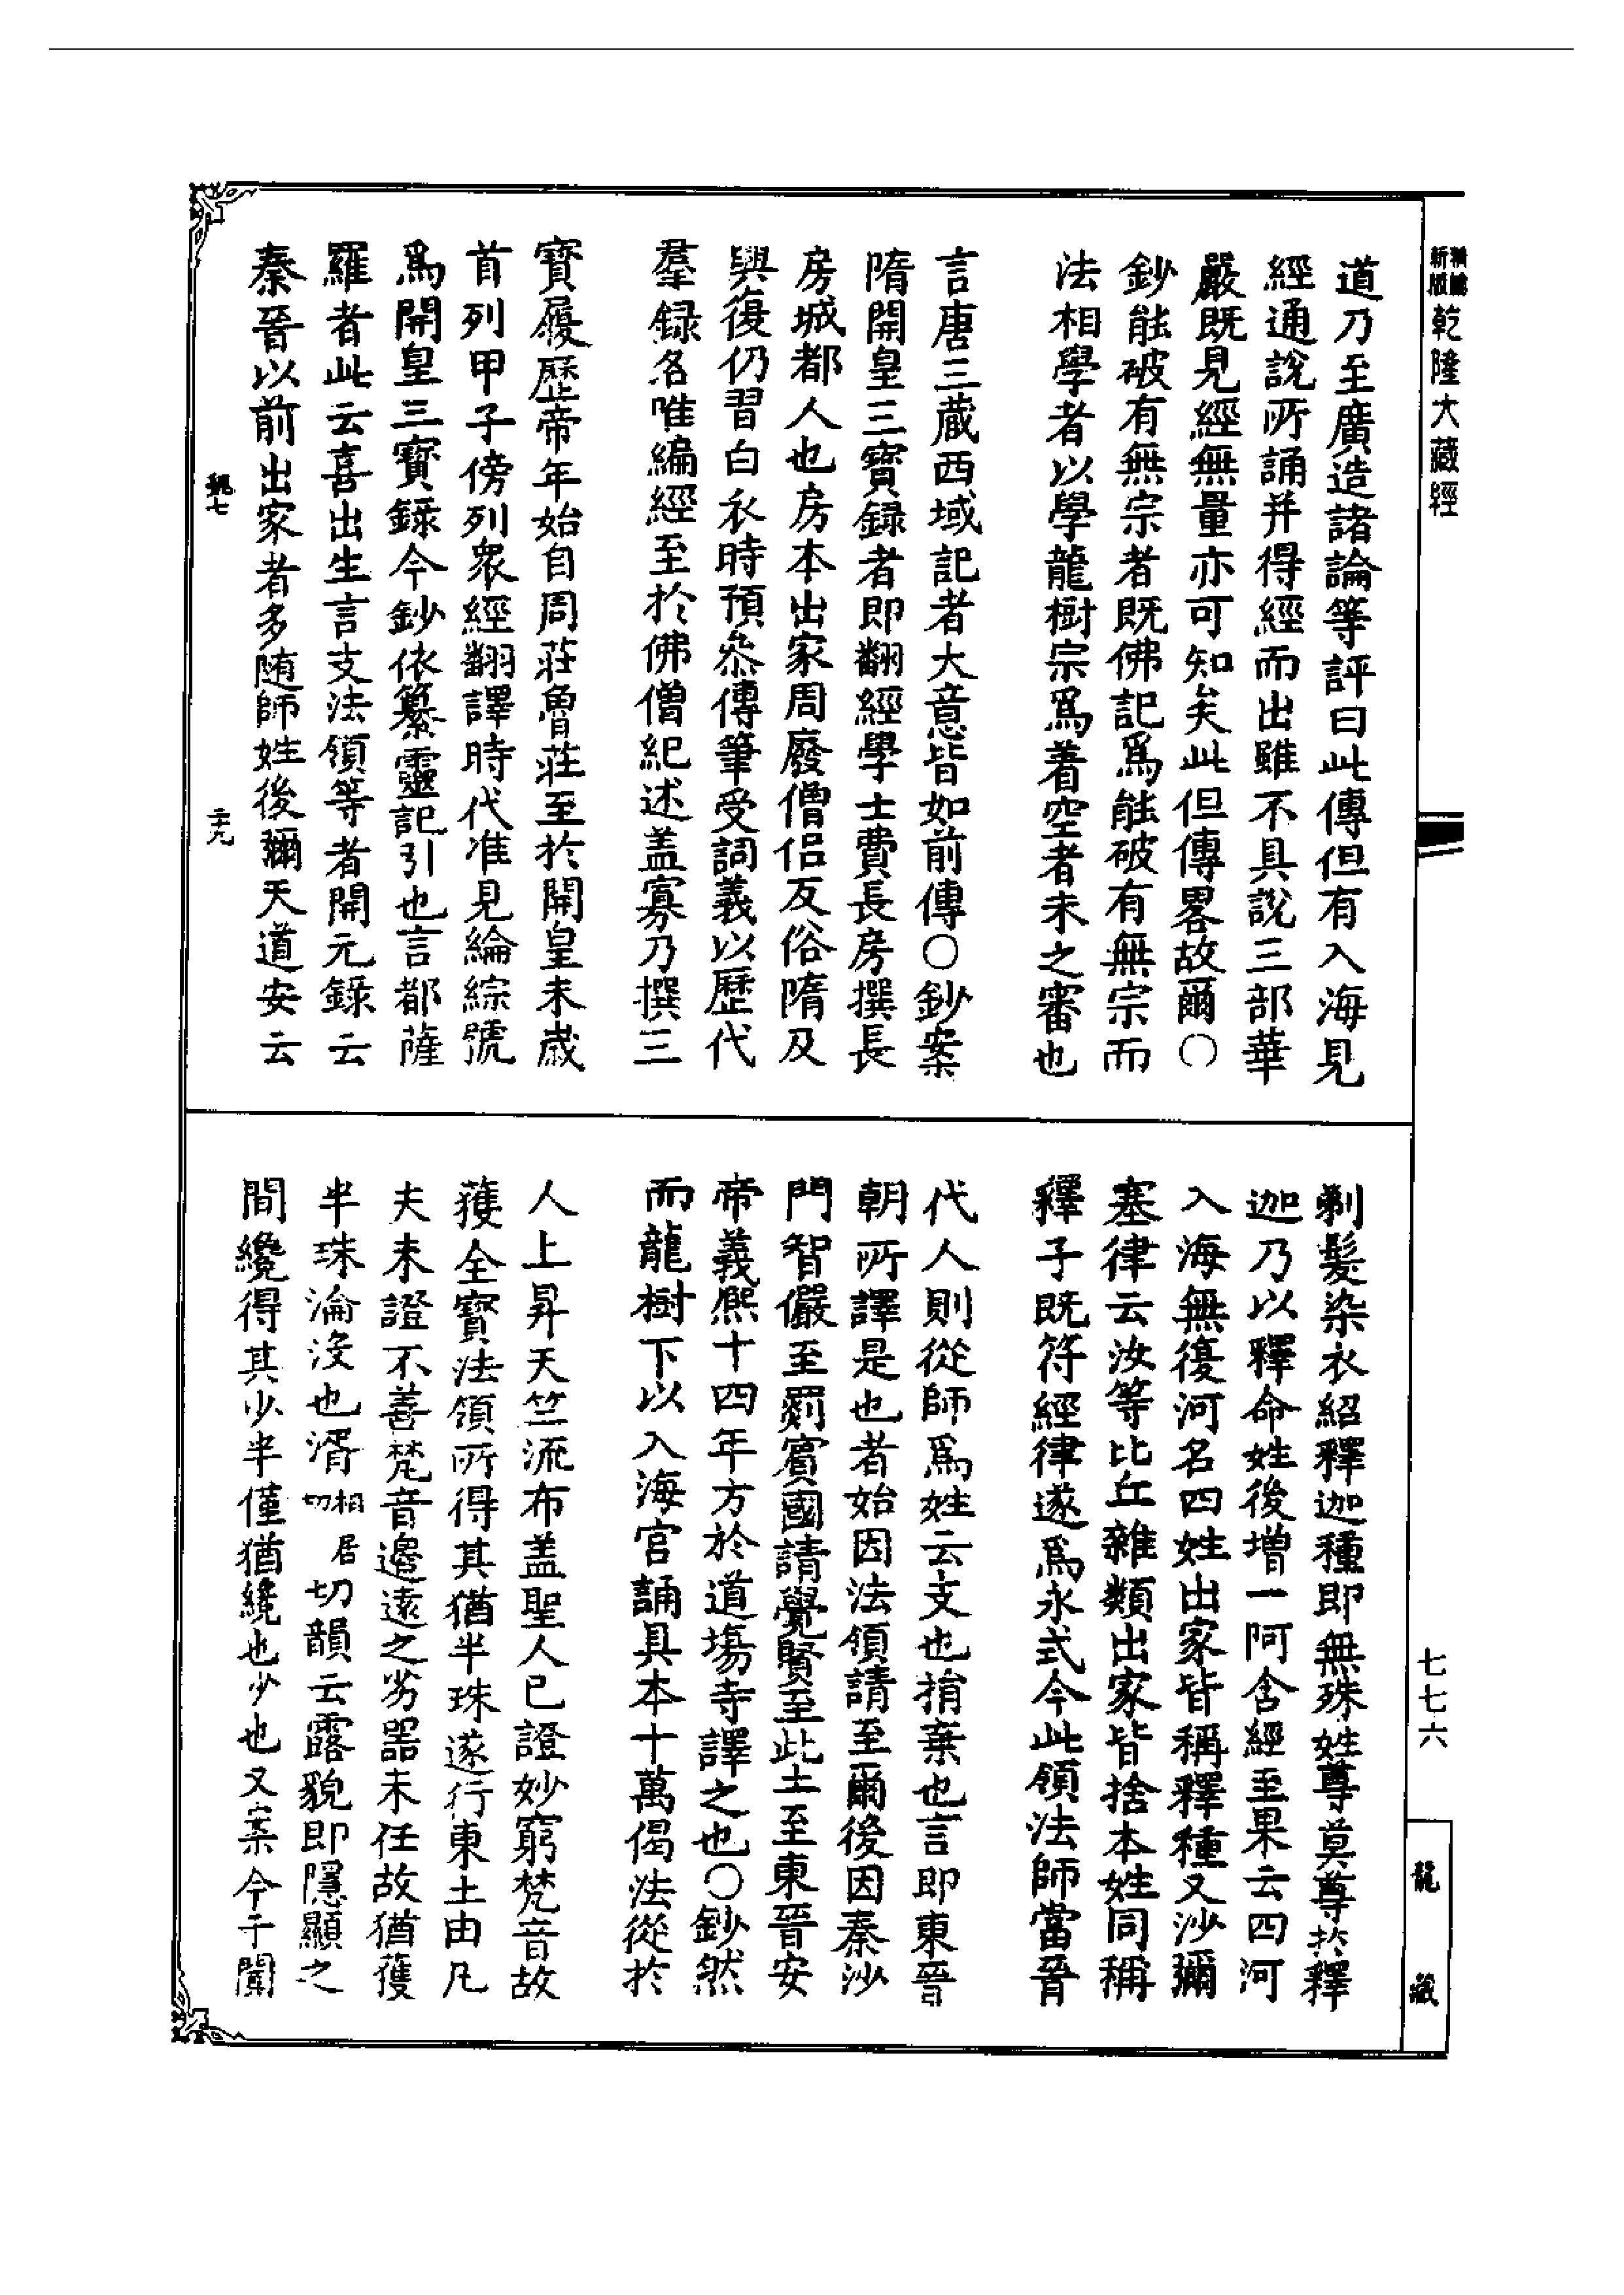 新版 精縮 乾隆大藏經
道乃至廣造諸論等評曰此傳但有入海見
經通說所誦并得經而出雖不具說三部華
嚴既見經無量亦可知矣此但傳畧故爾〇
鈔能破有無宗者既佛記爲能破有無宗而
法相學者以學龍樹宗爲着空者未之審也
言唐三藏西域記者大意皆如前傳〇鈔案
隋開皇三寶録者即翻經學士費長房撰長
房城都人也房本出家周廢僧侶反俗隋及
興復仍習白衣時預叅傳筆受詞義以歷代
羣録各唯編經至於佛僧紀述盖寡乃撰三
寶履歷帝年始自周莊魯莊至於開皇末歲
首列甲子傍列衆經翻譯時代准見綸綜號
爲開皇三寶錄今鈔依纂靈記引也言都薩
羅者此云喜出生言支法領等者開元錄云
秦晉以前出家者多随師姓後彌天道安云
魏七
二十九
剃髮染衣紹釋迦種即無殊姓尊莫尊於釋
迦乃以釋命姓後增一阿含經至果云四河
入海無復河名四姓出家皆稱釋種又沙彌
塞律云汝等比丘雜類出家皆捨本姓同稱
釋子既符經律遂爲永式今此領法師當晉
代人則從師爲姓云支也捐棄也言即東晉
朝所譯是也者始因法領請至爾後因秦沙
門智儼至罽賓國請覺賢至此土至東晉安
帝義熈十四年方於道塲寺譯之也〇鈔然
而龍樹下以入海宮誦具本十萬偈法從於
人上昇天竺流布盖聖人已證妙窮梵音故
獲全寶法領所得其猶半珠遂行東土由凡
夫未證不善梵音邉遠之劣噐未任故猶獲
半珠淪沒也湑相居切切韻云露貌即隱顯之
間纔得其少半僅猶纔也少也又案今于闐
七七六
龍藏